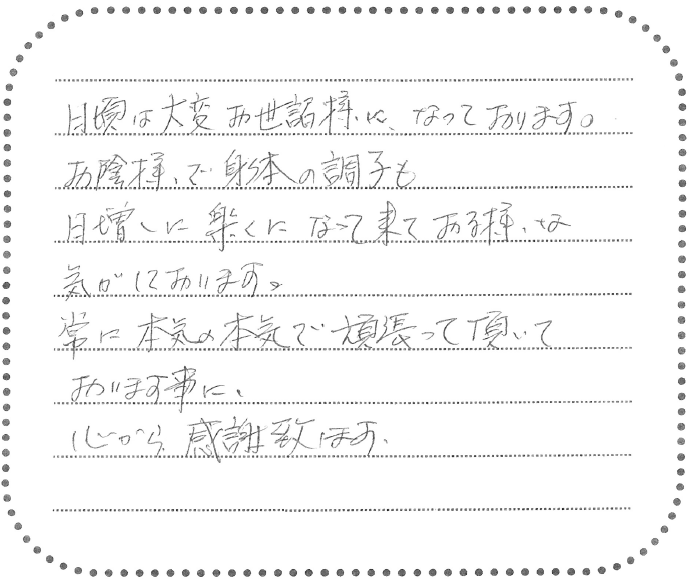 日頃は大変お世話様に、なっております。
お陰様、で身体の調子も
日増しに楽くになって来ておる様、な
気がしております。
常に本気の本気で頑張って頂いて
おります事に、
心から感謝致します。